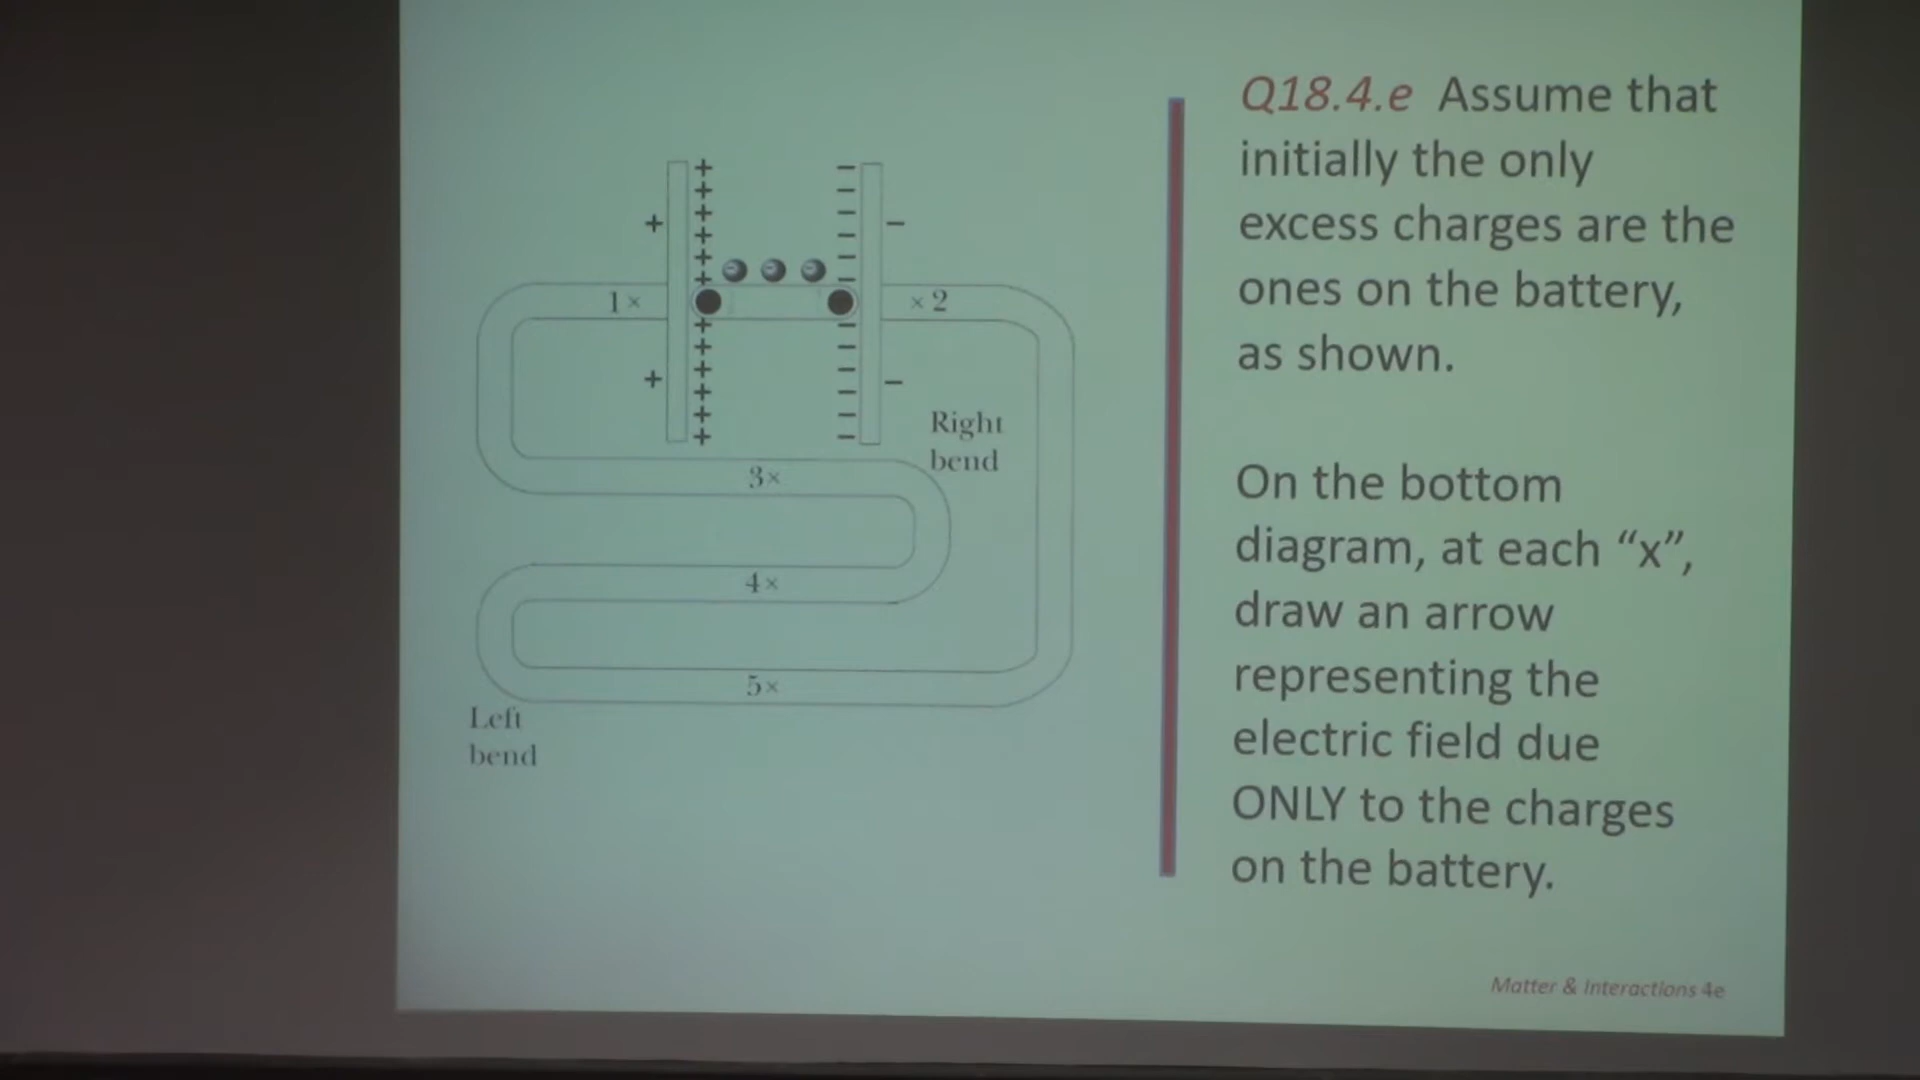 Q18.4.e Assume that
initially the only
excess charges are the
ones on the battery,
as shown.
On the bottom
diagram, at each “x”,
draw an arrow
representing the
electric field due
ONLY to the charges
on the battery.
1×
×2
Right
bend
3×
4×
5×
Left
bend
Matter & Interactions 4e